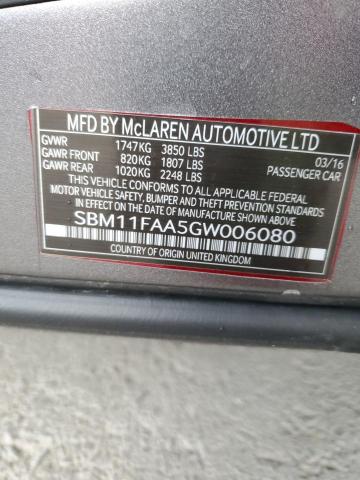 MFD BY McLAREN AUTOMOTIVE LTD
GVWR 1747KG 3850 LBS 03/16
GAWR FRONT 820KG 1807 LBS PASSENGER CAR
GAWR REAR 1020KG 2248 LBS
THIS VEHICLE CONFORMS TO ALL APPLICABLE FEDERAL
MOTOR VEHICLE SAFETY, BUMPER AND THEFT PREVENTION
STANDARDS IN EFFECT ON THE DATE OF MANUFACTURE SHOWN ABOVE.
SBM11FAA5GW006080
COUNTRY OF ORIGIN UNITED KINGDOM